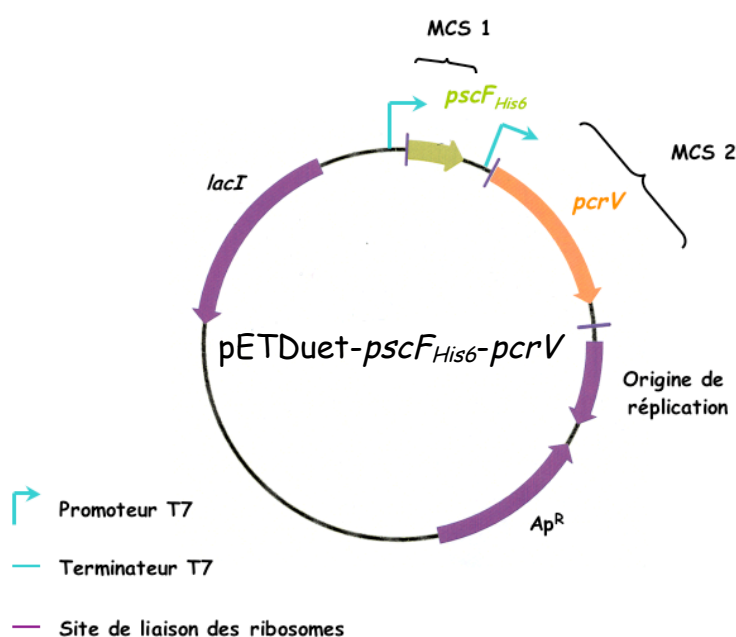 MCS 1
pscFHis6
MCS 2
lacI
pcrV
pETDuet-pscFHis6-pcrV
Origine de
réplication
ApR
Promoteur T7
Terminateur T7
Site de liaison des ribosomes